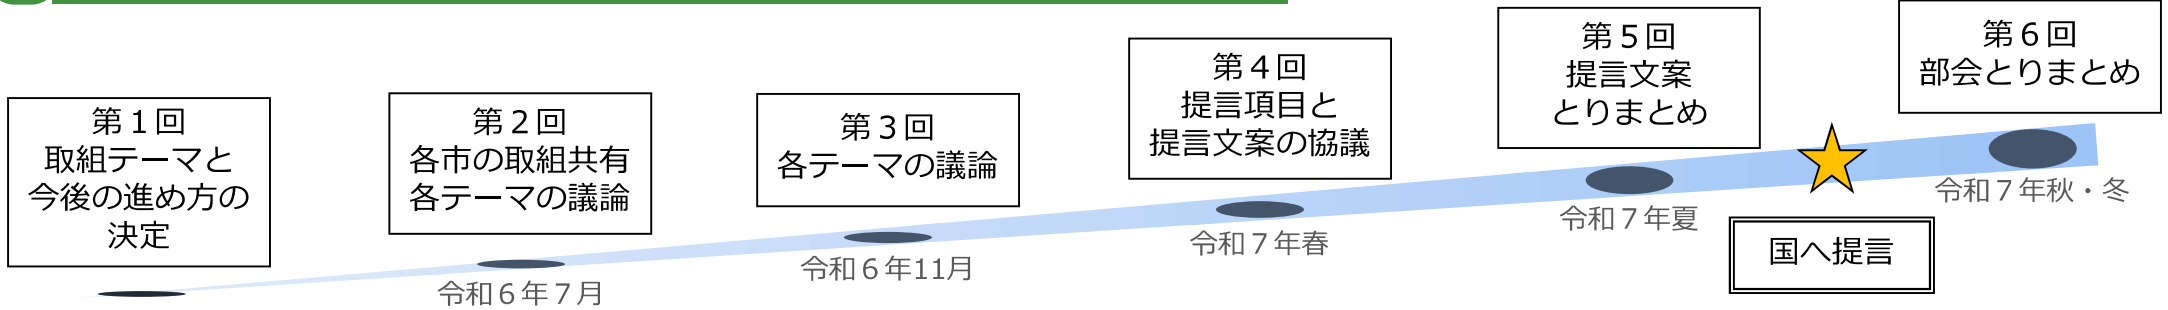 第１回
取組テーマと
今後の進め方の
決定
第２回
各市の取組共有
各テーマの議論
令和６年７月
第３回
各テーマの議論
令和６年11月
第４回
提言項目と
提言文案の協議
令和７年春
第５回
提言文案
とりまとめ
令和７年夏
国へ提言
第６回
部会とりまとめ
令和７年秋・冬